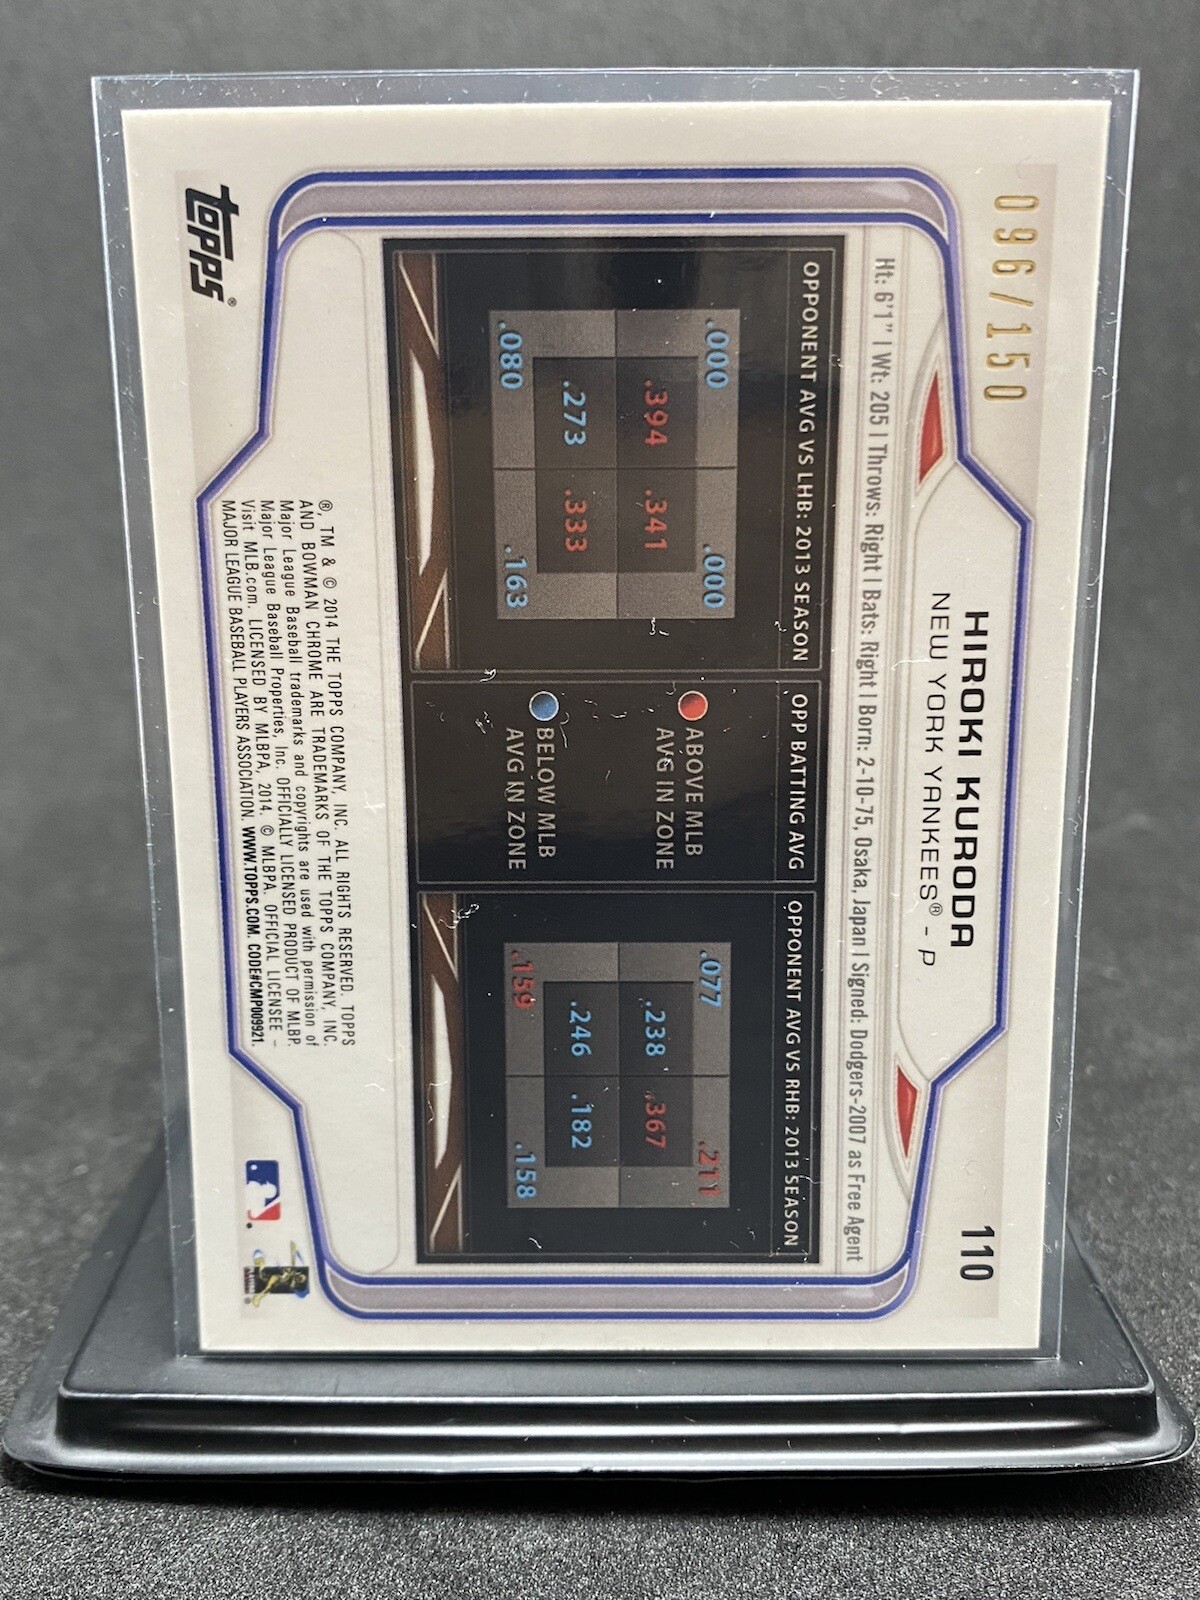 096/150
110
HIROKI KURODA
NEW YORK YANKEES® - P
Ht: 6'1" | Wt: 205 | Throws: Right | Bats: Right | Born: 2-10-75, Osaka, Japan | Signed: Dodgers-2007 as Free Agent
OPPONENT AVG VS LHB: 2013 SEASON
.000 .000
.394 .341
.273 .333
.080 .163
OPP BATTING AVG
ABOVE MLB
AVG IN ZONE
BELOW MLB
AVG IN ZONE
OPPONENT AVG VS RHB: 2013 SEASON
.077 .211
.238 .367
.246 .182
.159 .158
®, TM & © 2014 THE TOPPS COMPANY, INC. ALL RIGHTS RESERVED. TOPPS
AND BOWMAN CHROME ARE TRADEMARKS OF THE TOPPS COMPANY, INC.
Major League Baseball trademarks and copyrights are used with permission of
Major League Baseball Properties, Inc. OFFICIALLY LICENSED PRODUCT OF MLBP.
Visit MLB.com. LICENSED BY MLBPA, 2014. © MLBPA. OFFICIAL LICENSEE –
MAJOR LEAGUE BASEBALL PLAYERS ASSOCIATION. WWW.TOPPS.COM. CODE#CMP009921.
topps®